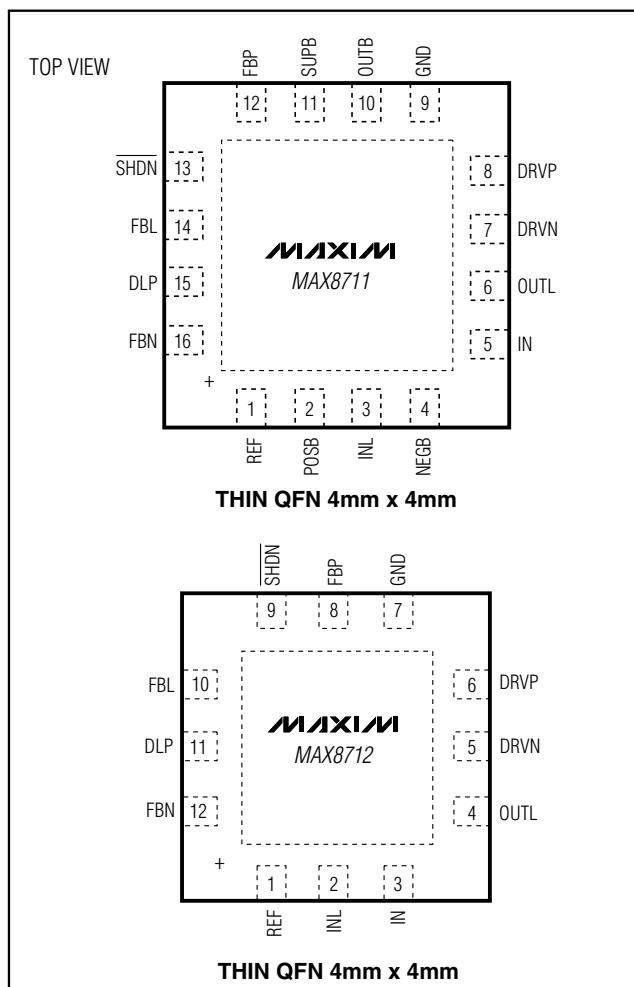 TOP VIEW
FBP SUPB OUTB GND
12 11 10 9
SHDN 13 8 DRVP
FBL 14 7 DRVN
MAXIM
MAX8711
DLP 15 6 OUTL
FBN 16 5 IN
+
1 2 3 4
REF POSB INL NEGB
THIN QFN 4mm x 4mm
SHDN FBP GND
9 8 7
FBL 10 6 DRVP
MAXIM
MAX8712
DLP 11 5 DRVN
FBN 12 4 OUTL
+
1 2 3
REF INL IN
THIN QFN 4mm x 4mm